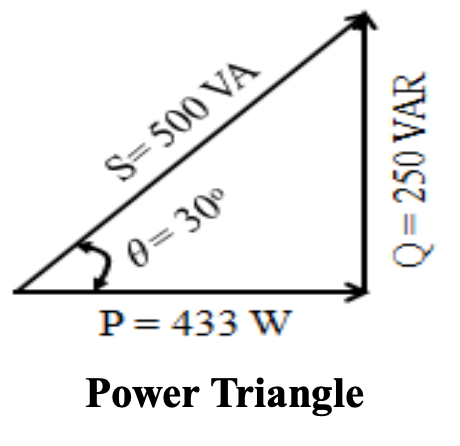 S= 500 VA
θ= 30°
Q = 250 VAR
P = 433 W
Power Triangle